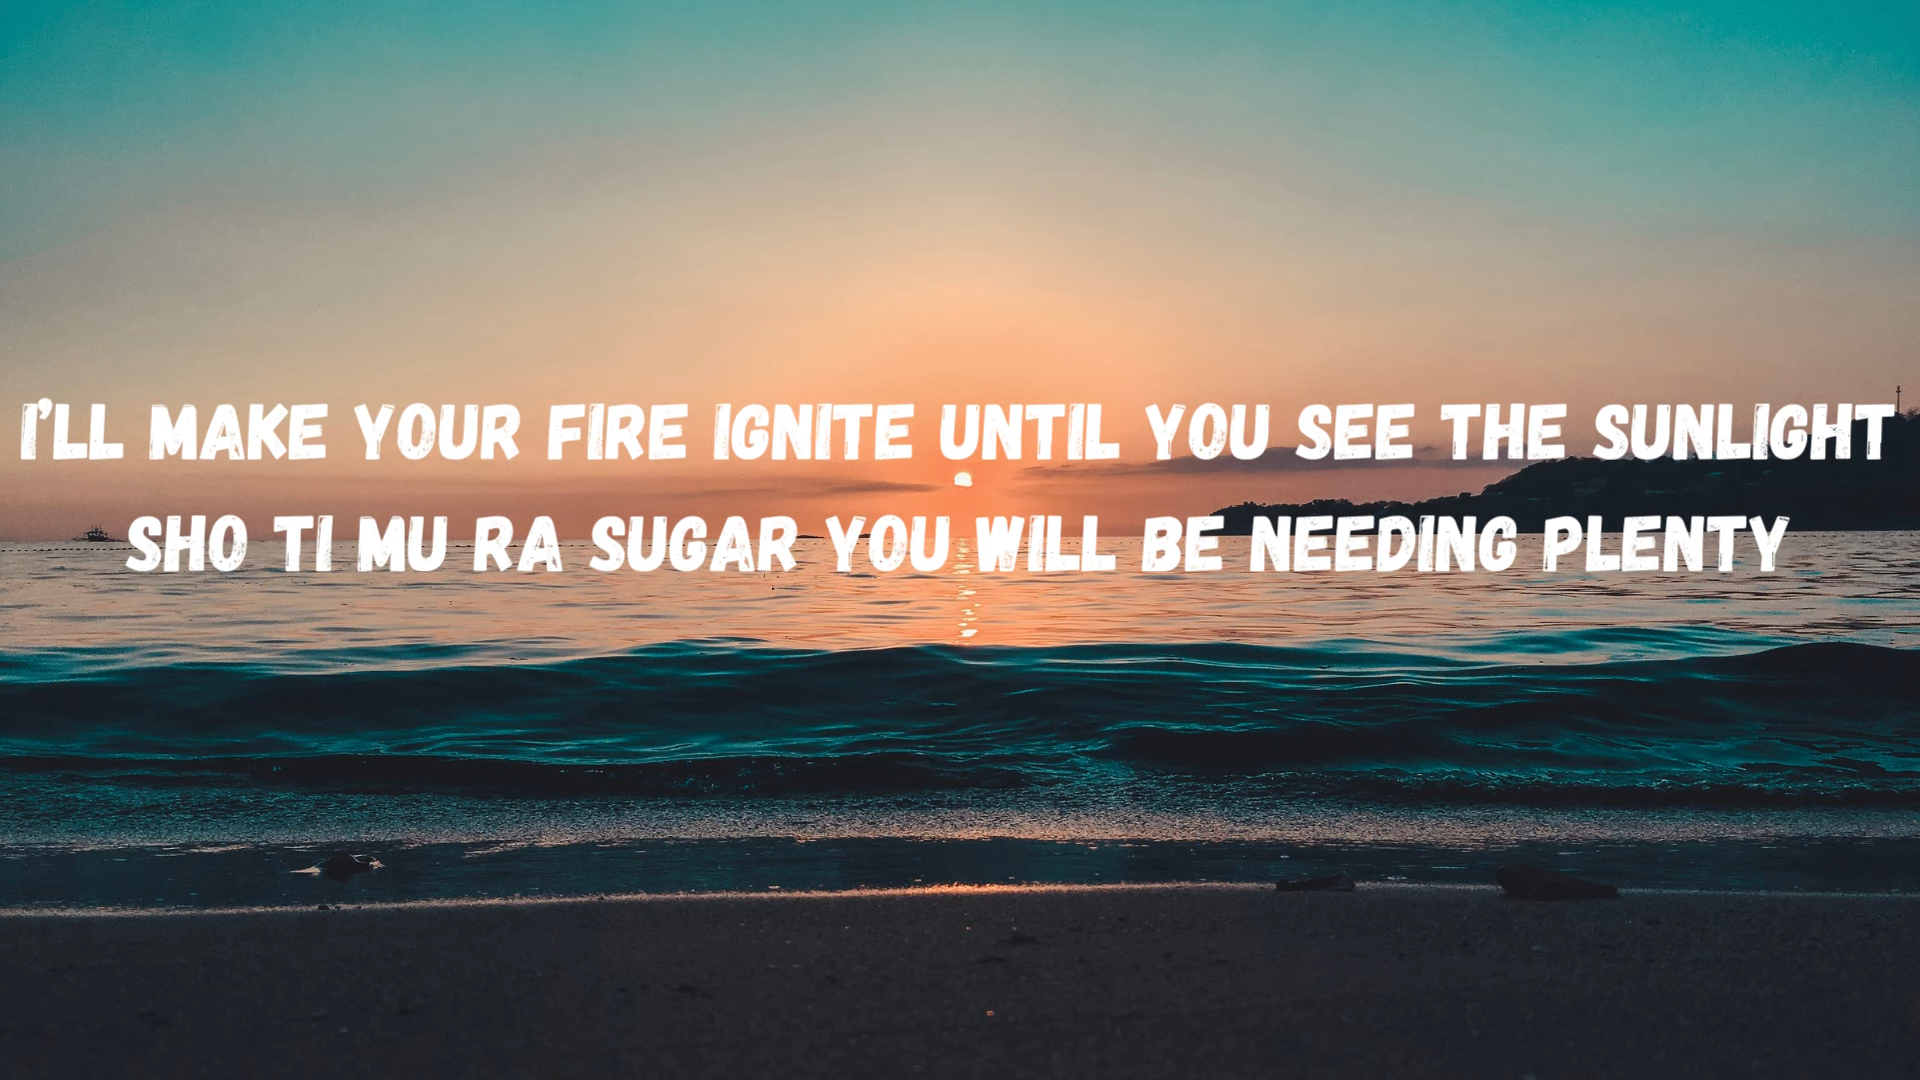 I'LL MAKE YOUR FIRE IGNITE UNTIL YOU SEE THE SUNLIGHT
SHO TI MU RA SUGAR YOU WILL BE NEEDING PLENTY